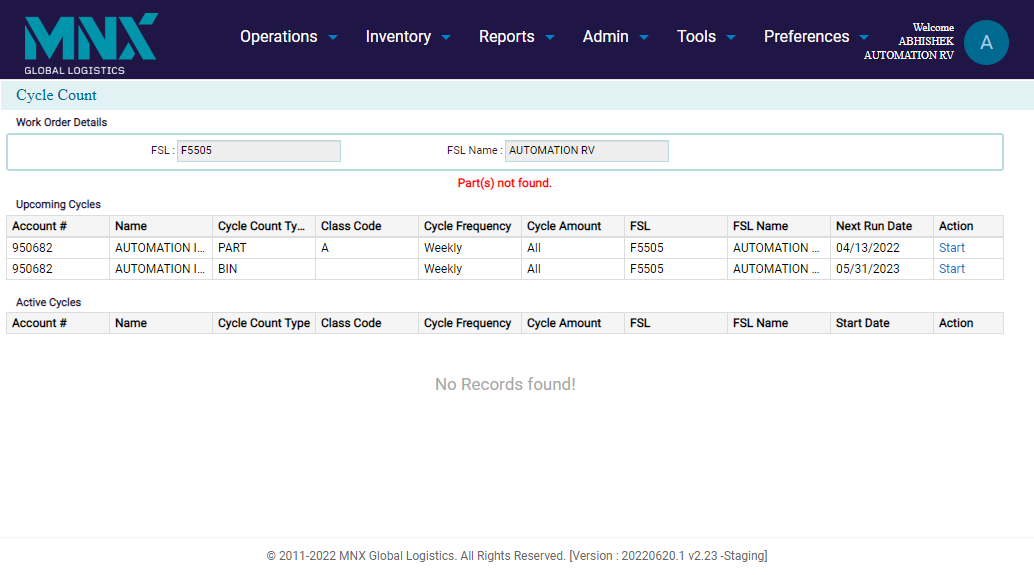 MNX
GLOBAL LOGISTICS
Operations Inventory Reports Admin Tools Preferences
Welcome
ABHISHEK
AUTOMATION RV
A
Cycle Count
Work Order Details
FSL : F5505 FSL Name : AUTOMATION RV
Part(s) not found.
Upcoming Cycles
Account # Name Cycle Count Ty... Class Code Cycle Frequency Cycle Amount FSL FSL Name Next Run Date Action
950682 AUTOMATION I... PART A Weekly All F5505 AUTOMATION ... 04/13/2022 Start
950682 AUTOMATION I... BIN Weekly All F5505 AUTOMATION ... 05/31/2023 Start
Active Cycles
Account # Name Cycle Count Type Class Code Cycle Frequency Cycle Amount FSL FSL Name Start Date Action
No Records found!
© 2011-2022 MNX Global Logistics. All Rights Reserved. [Version : 20220620.1 v2.23 -Staging]